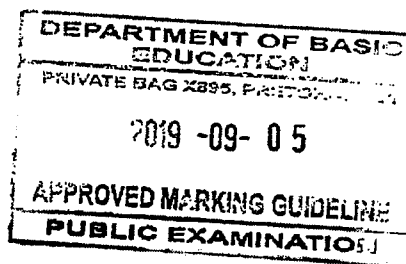 DEPARTMENT OF BASIC
EDUCATION
PRIVATE BAG X895,
2019 -09- 05
APPROVED MARKING GUIDELINE
PUBLIC EXAMINATION